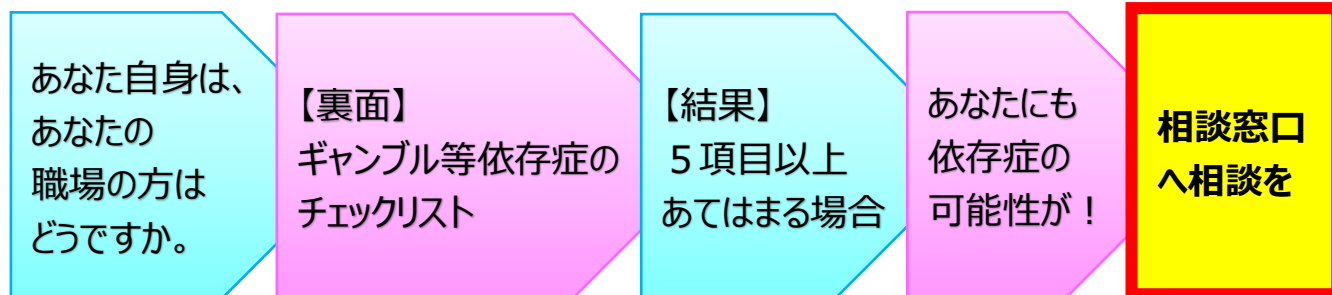 あなた自身は、
あなたの
職場の方は
どうですか。
【裏面】
ギャンブル等依存症の
チェックリスト
【結果】
５項目以上
あてはまる場合
あなたにも
依存症の
可能性が！
相談窓口
へ相談を